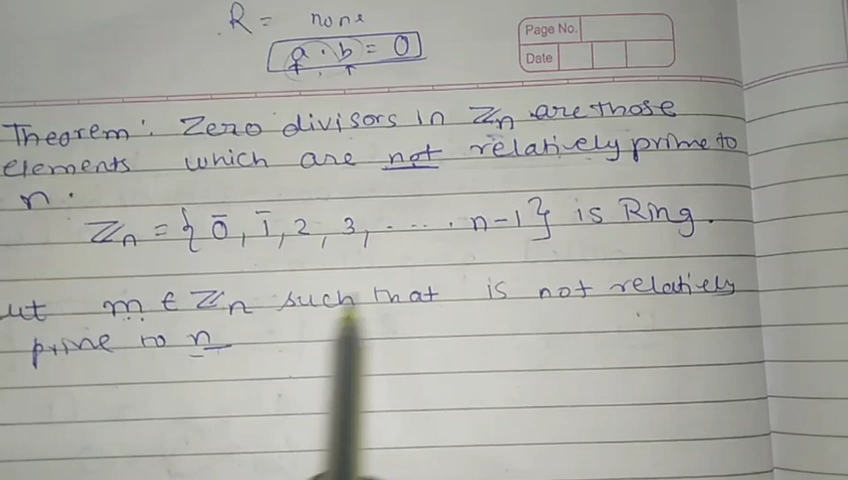 R = none
a . b = 0
Page No.
Date
Theorem: Zero divisors in Zn are those
elements which are not relatively prime to
n.
Zn = { 0̄, 1̄, 2, 3, ..... n-1 } is Ring.
Let m ∈ Zn such that is not relatively
prime to n